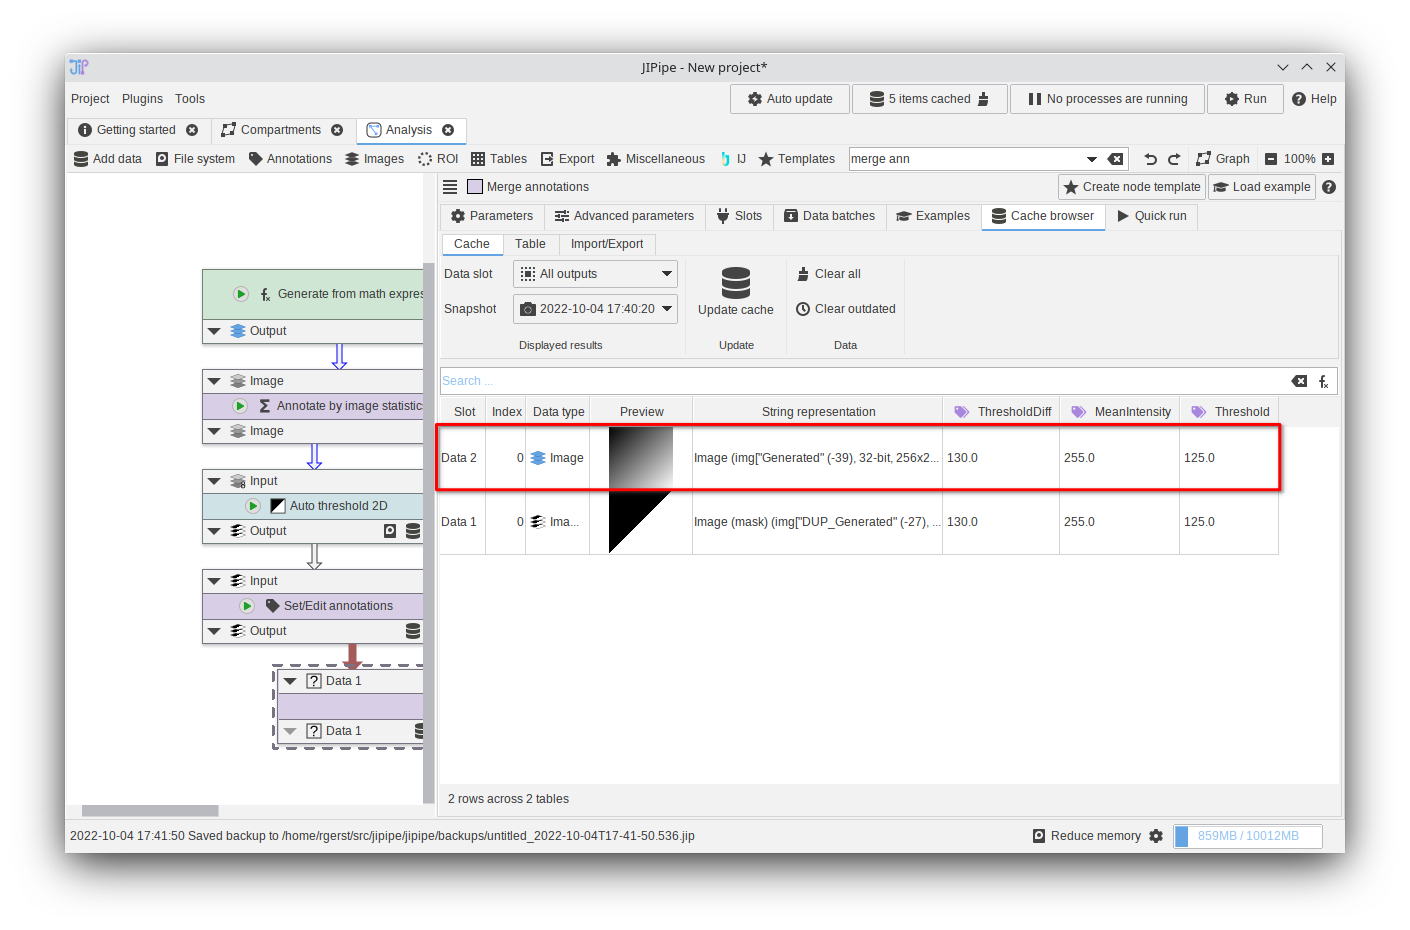 JIPipe - New project*
Project Plugins Tools
Auto update
5 items cached
No processes are running
Run
Help
Getting started
Compartments
Analysis
Add data
File system
Annotations
Images
ROI
Tables
Export
Miscellaneous
IJ
Templates
merge ann
Graph
100%
Merge annotations
Create node template
Load example
Parameters
Advanced parameters
Slots
Data batches
Examples
Cache browser
Quick run
Cache
Table
Import/Export
Data slot
All outputs
Snapshot
2022-10-04 17:40:20
Displayed results
Update cache
Update
Clear all
Clear outdated
Data
Search ...
Slot Index Data type Preview String representation ThresholdDiff MeanIntensity Threshold
Data 2 0 Image Image (img["Generated" (-39), 32-bit, 256x2... 130.0 255.0 125.0
Data 1 0 Ima... Image (mask) (img["DUP_Generated" (-27), ... 130.0 255.0 125.0
2 rows across 2 tables
Generate from math expres
Output
Image
Annotate by image statistics
Image
Input
Auto threshold 2D
Output
Input
Set/Edit annotations
Output
? Data 1
? Data 1
2022-10-04 17:41:50 Saved backup to /home/rgerst/src/jipipe/jipipe/backups/untitled_2022-10-04T17-41-50.536.jip
Reduce memory
859MB / 10012MB